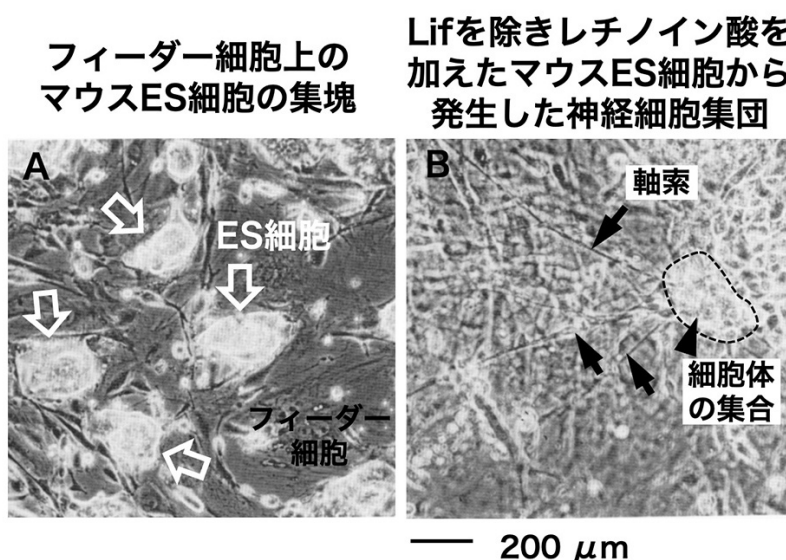 フィーダー細胞上の
マウスES細胞の集塊
Lifを除きレチノイン酸を
加えたマウスES細胞から
発生した神経細胞集団
A
ES細胞
フィーダー
細胞
B
軸索
細胞体
の集合
200 μm